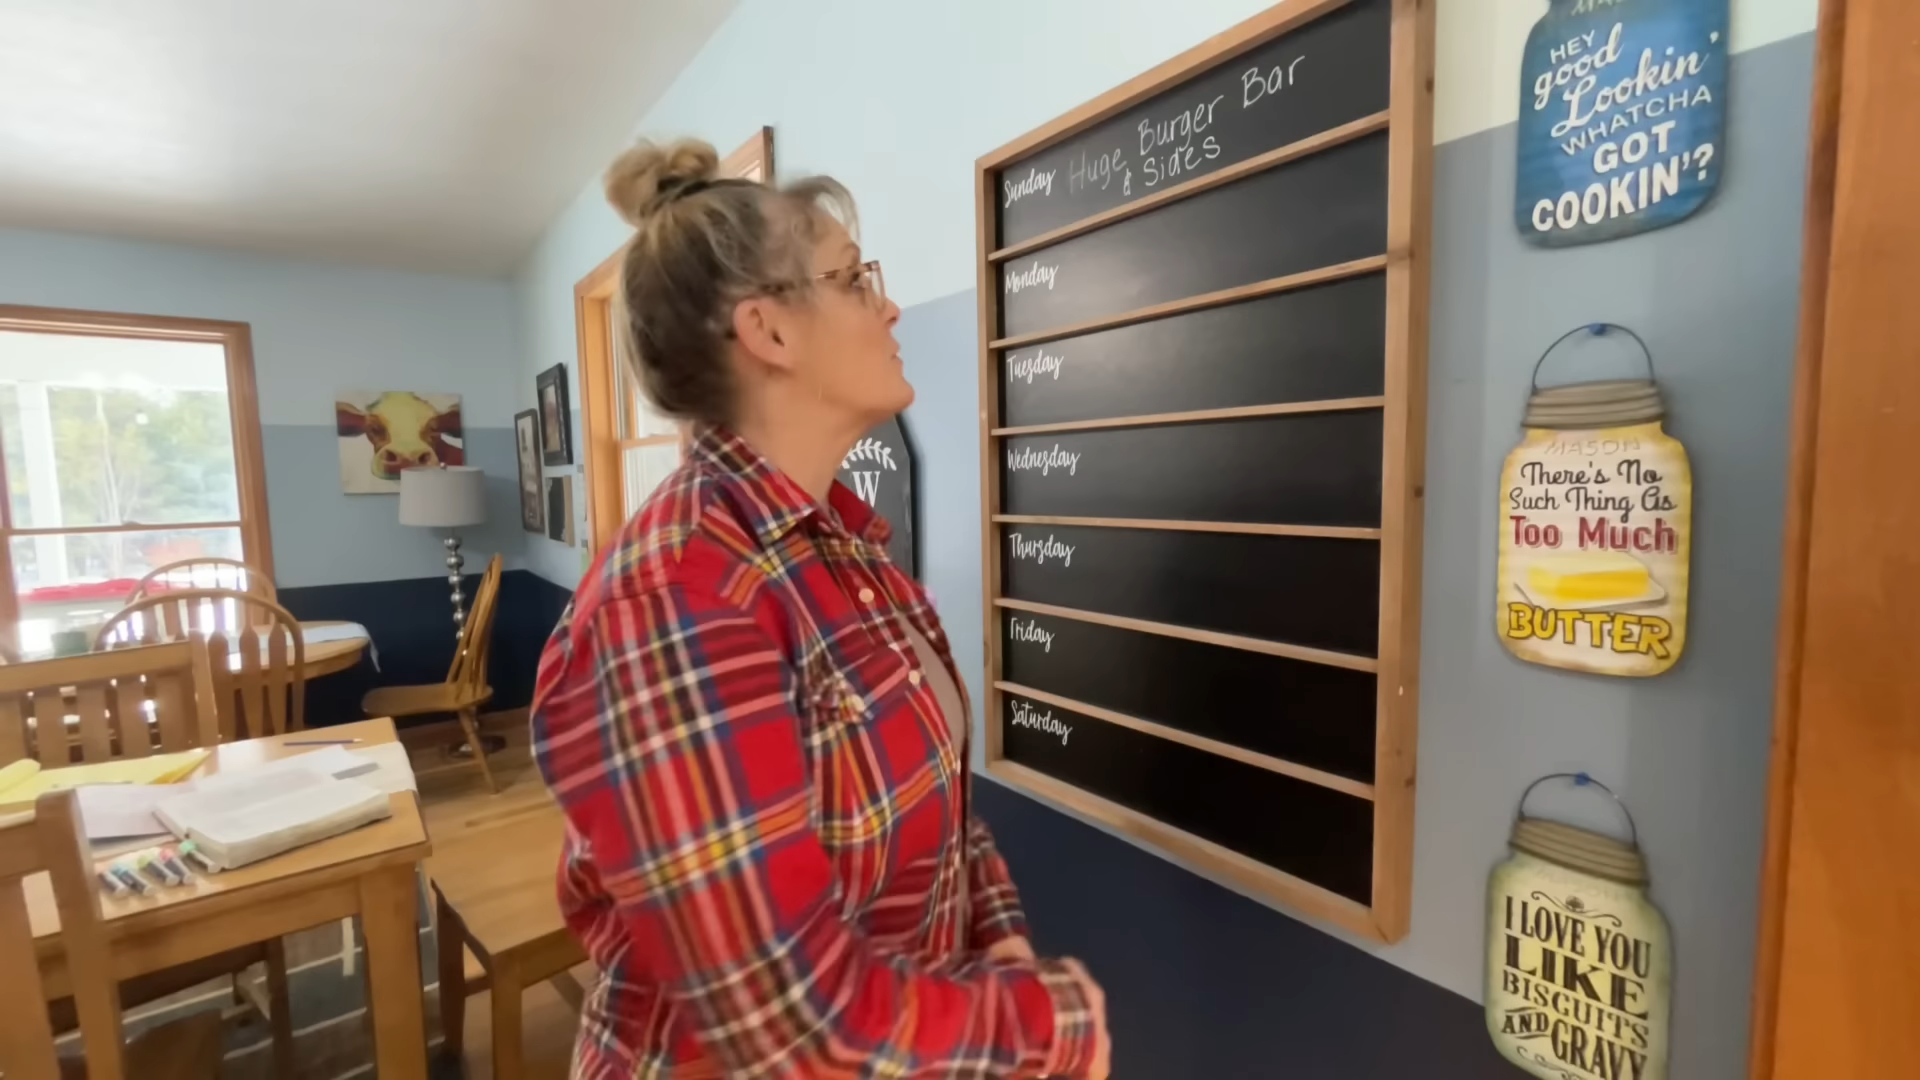 Sunday Huge Burger Bar
& Sides
Monday
Tuesday
Wednesday
Thursday
Friday
Saturday
W
HEY
good
Lookin'
WHATCHA
GOT
COOKIN'?
MASON
There's No
Such Thing As
Too Much
BUTTER
I LOVE YOU
LIKE
BISCUITS
AND GRAVY